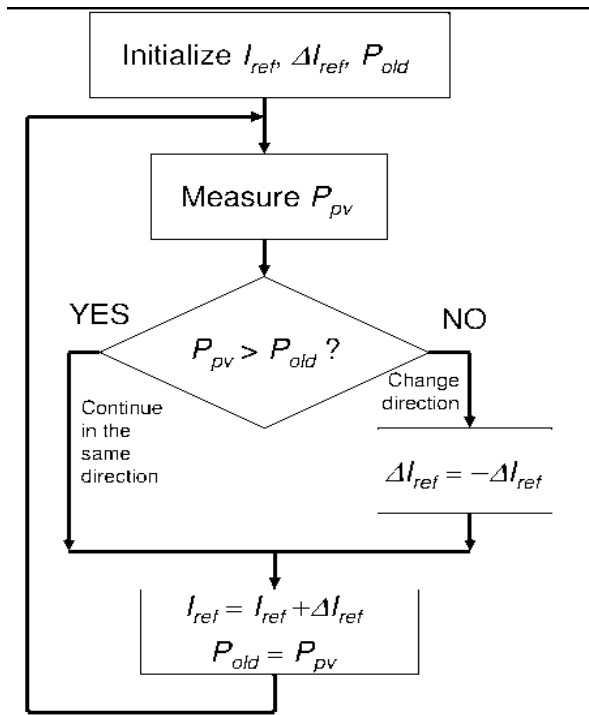 Initialize I_ref, ΔI_ref, P_old
Measure P_pv
YES
NO
P_pv > P_old ?
Change
direction
Continue
in the
same
direction
ΔI_ref = −ΔI_ref
I_ref = I_ref + ΔI_ref
P_old = P_pv